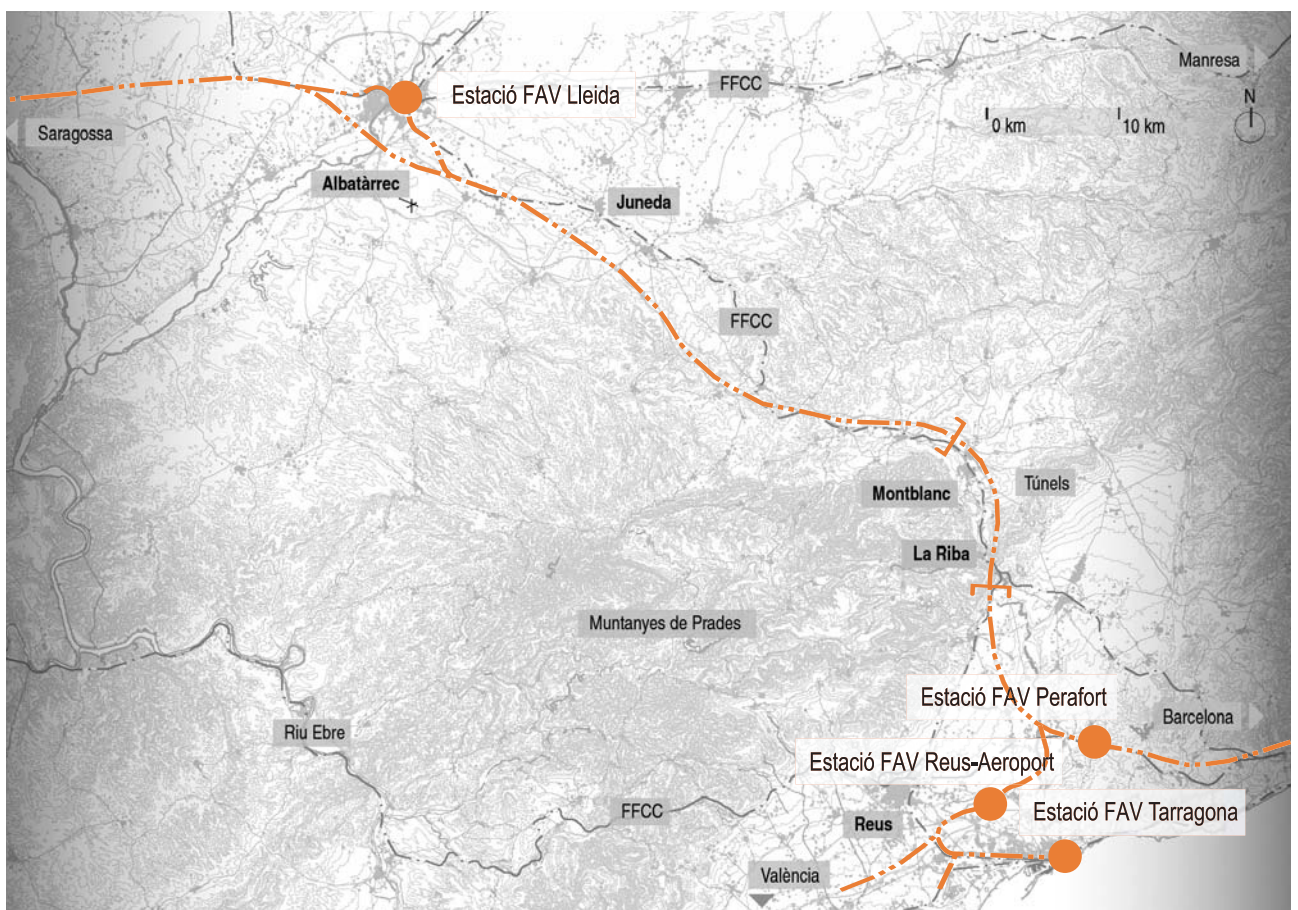 Manresa
FFCC
Estació FAV Lleida
N
0 km
10 km
Saragossa
Albatàrrec
Juneda
FFCC
Montblanc
Túnels
La Riba
Muntanyes de Prades
Estació FAV Perafort
Barcelona
Riu Ebre
Estació FAV Reus-Aeroport
FFCC
Estació FAV Tarragona
Reus
València